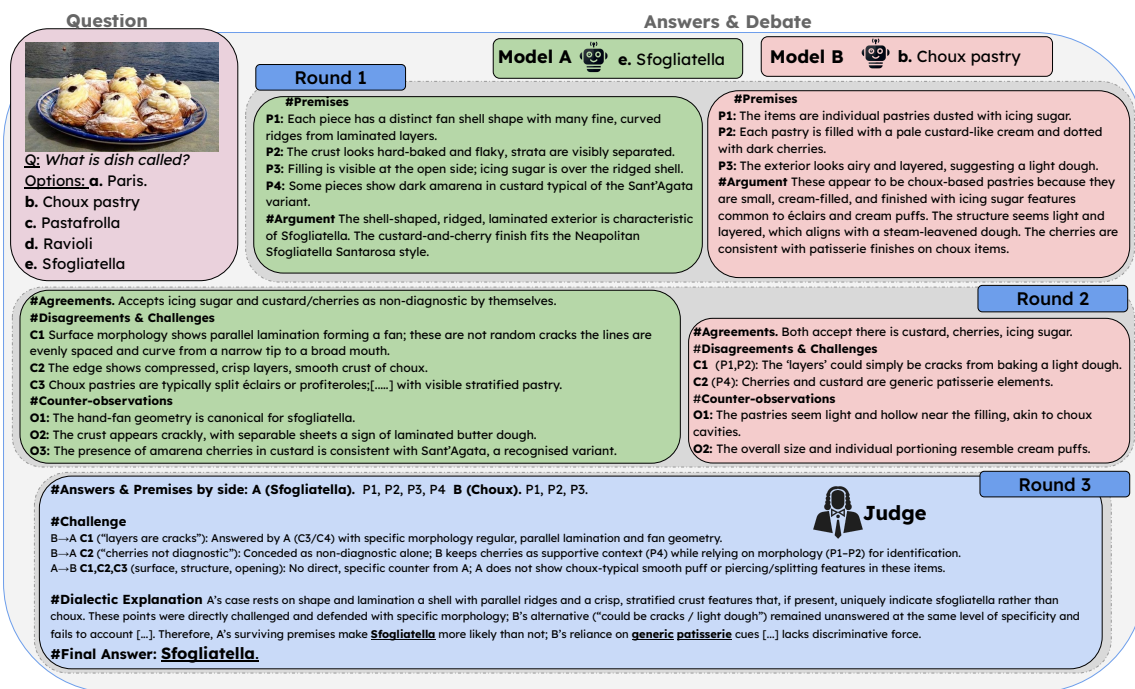 Question
Answers & Debate
Model A
e. Sfogliatella
Model B
b. Choux pastry
Q: What is dish called?
Options: a. Paris.
b. Choux pastry
c. Pastafrolla
d. Ravioli
e. Sfogliatella
Round 1
#Premises
P1: Each piece has a distinct fan shell shape with many fine, curved
ridges from laminated layers.
P2: The crust looks hard-baked and flaky, strata are visibly separated.
P3: Filling is visible at the open side; icing sugar is over the ridged shell.
P4: Some pieces show dark amarena in custard typical of the Sant'Agata
variant.
#Argument The shell-shaped, ridged, laminated exterior is characteristic
of Sfogliatella. The custard-and-cherry finish fits the Neapolitan
Sfogliatella Santarosa style.
#Premises
P1: The items are individual pastries dusted with icing sugar.
P2: Each pastry is filled with a pale custard-like cream and dotted
with dark cherries.
P3: The exterior looks airy and layered, suggesting a light dough.
#Argument These appear to be choux-based pastries because they
are small, cream-filled, and finished with icing sugar features
common to éclairs and cream puffs. The structure seems light and
layered, which aligns with a steam-leavened dough. The cherries are
consistent with patisserie finishes on choux items.
Round 2
#Agreements. Accepts icing sugar and custard/cherries as non-diagnostic by themselves.
#Disagreements & Challenges
C1 Surface morphology shows parallel lamination forming a fan; these are not random cracks the lines are
evenly spaced and curve from a narrow tip to a broad mouth.
C2 The edge shows compressed, crisp layers, smooth crust of choux.
C3 Choux pastries are typically split éclairs or profiteroles;[.....] with visible stratified pastry.
#Counter-observations
O1: The hand-fan geometry is canonical for sfogliatella.
O2: The crust appears crackly, with separable sheets a sign of laminated butter dough.
O3: The presence of amarena cherries in custard is consistent with Sant'Agata, a recognised variant.
#Agreements. Both accept there is custard, cherries, icing sugar.
#Disagreements & Challenges
C1 (P1,P2): The 'layers' could simply be cracks from baking a light dough.
C2 (P4): Cherries and custard are generic patisserie elements.
#Counter-observations
O1: The pastries seem light and hollow near the filling, akin to choux
cavities.
O2: The overall size and individual portioning resemble cream puffs.
Round 3
Judge
#Answers & Premises by side: A (Sfogliatella). P1, P2, P3, P4 B (Choux). P1, P2, P3.
#Challenge
B→A C1 ("layers are cracks"): Answered by A (C3/C4) with specific morphology regular, parallel lamination and fan geometry.
B→A C2 ("cherries not diagnostic"): Conceded as non-diagnostic alone; B keeps cherries as supportive context (P4) while relying on morphology (P1–P2) for identification.
A→B C1,C2,C3 (surface, structure, opening): No direct, specific counter from A; A does not show choux-typical smooth puff or piercing/splitting features in these items.
#Dialectic Explanation A's case rests on shape and lamination a shell with parallel ridges and a crisp, stratified crust features that, if present, uniquely indicate sfogliatella rather than
choux. These points were directly challenged and defended with specific morphology; B's alternative ("could be cracks / light dough") remained unanswered at the same level of specificity and
fails to account [...]. Therefore, A's surviving premises make Sfogliatella more likely than not; B's reliance on generic patisserie cues [...] lacks discriminative force.
#Final Answer: Sfogliatella.